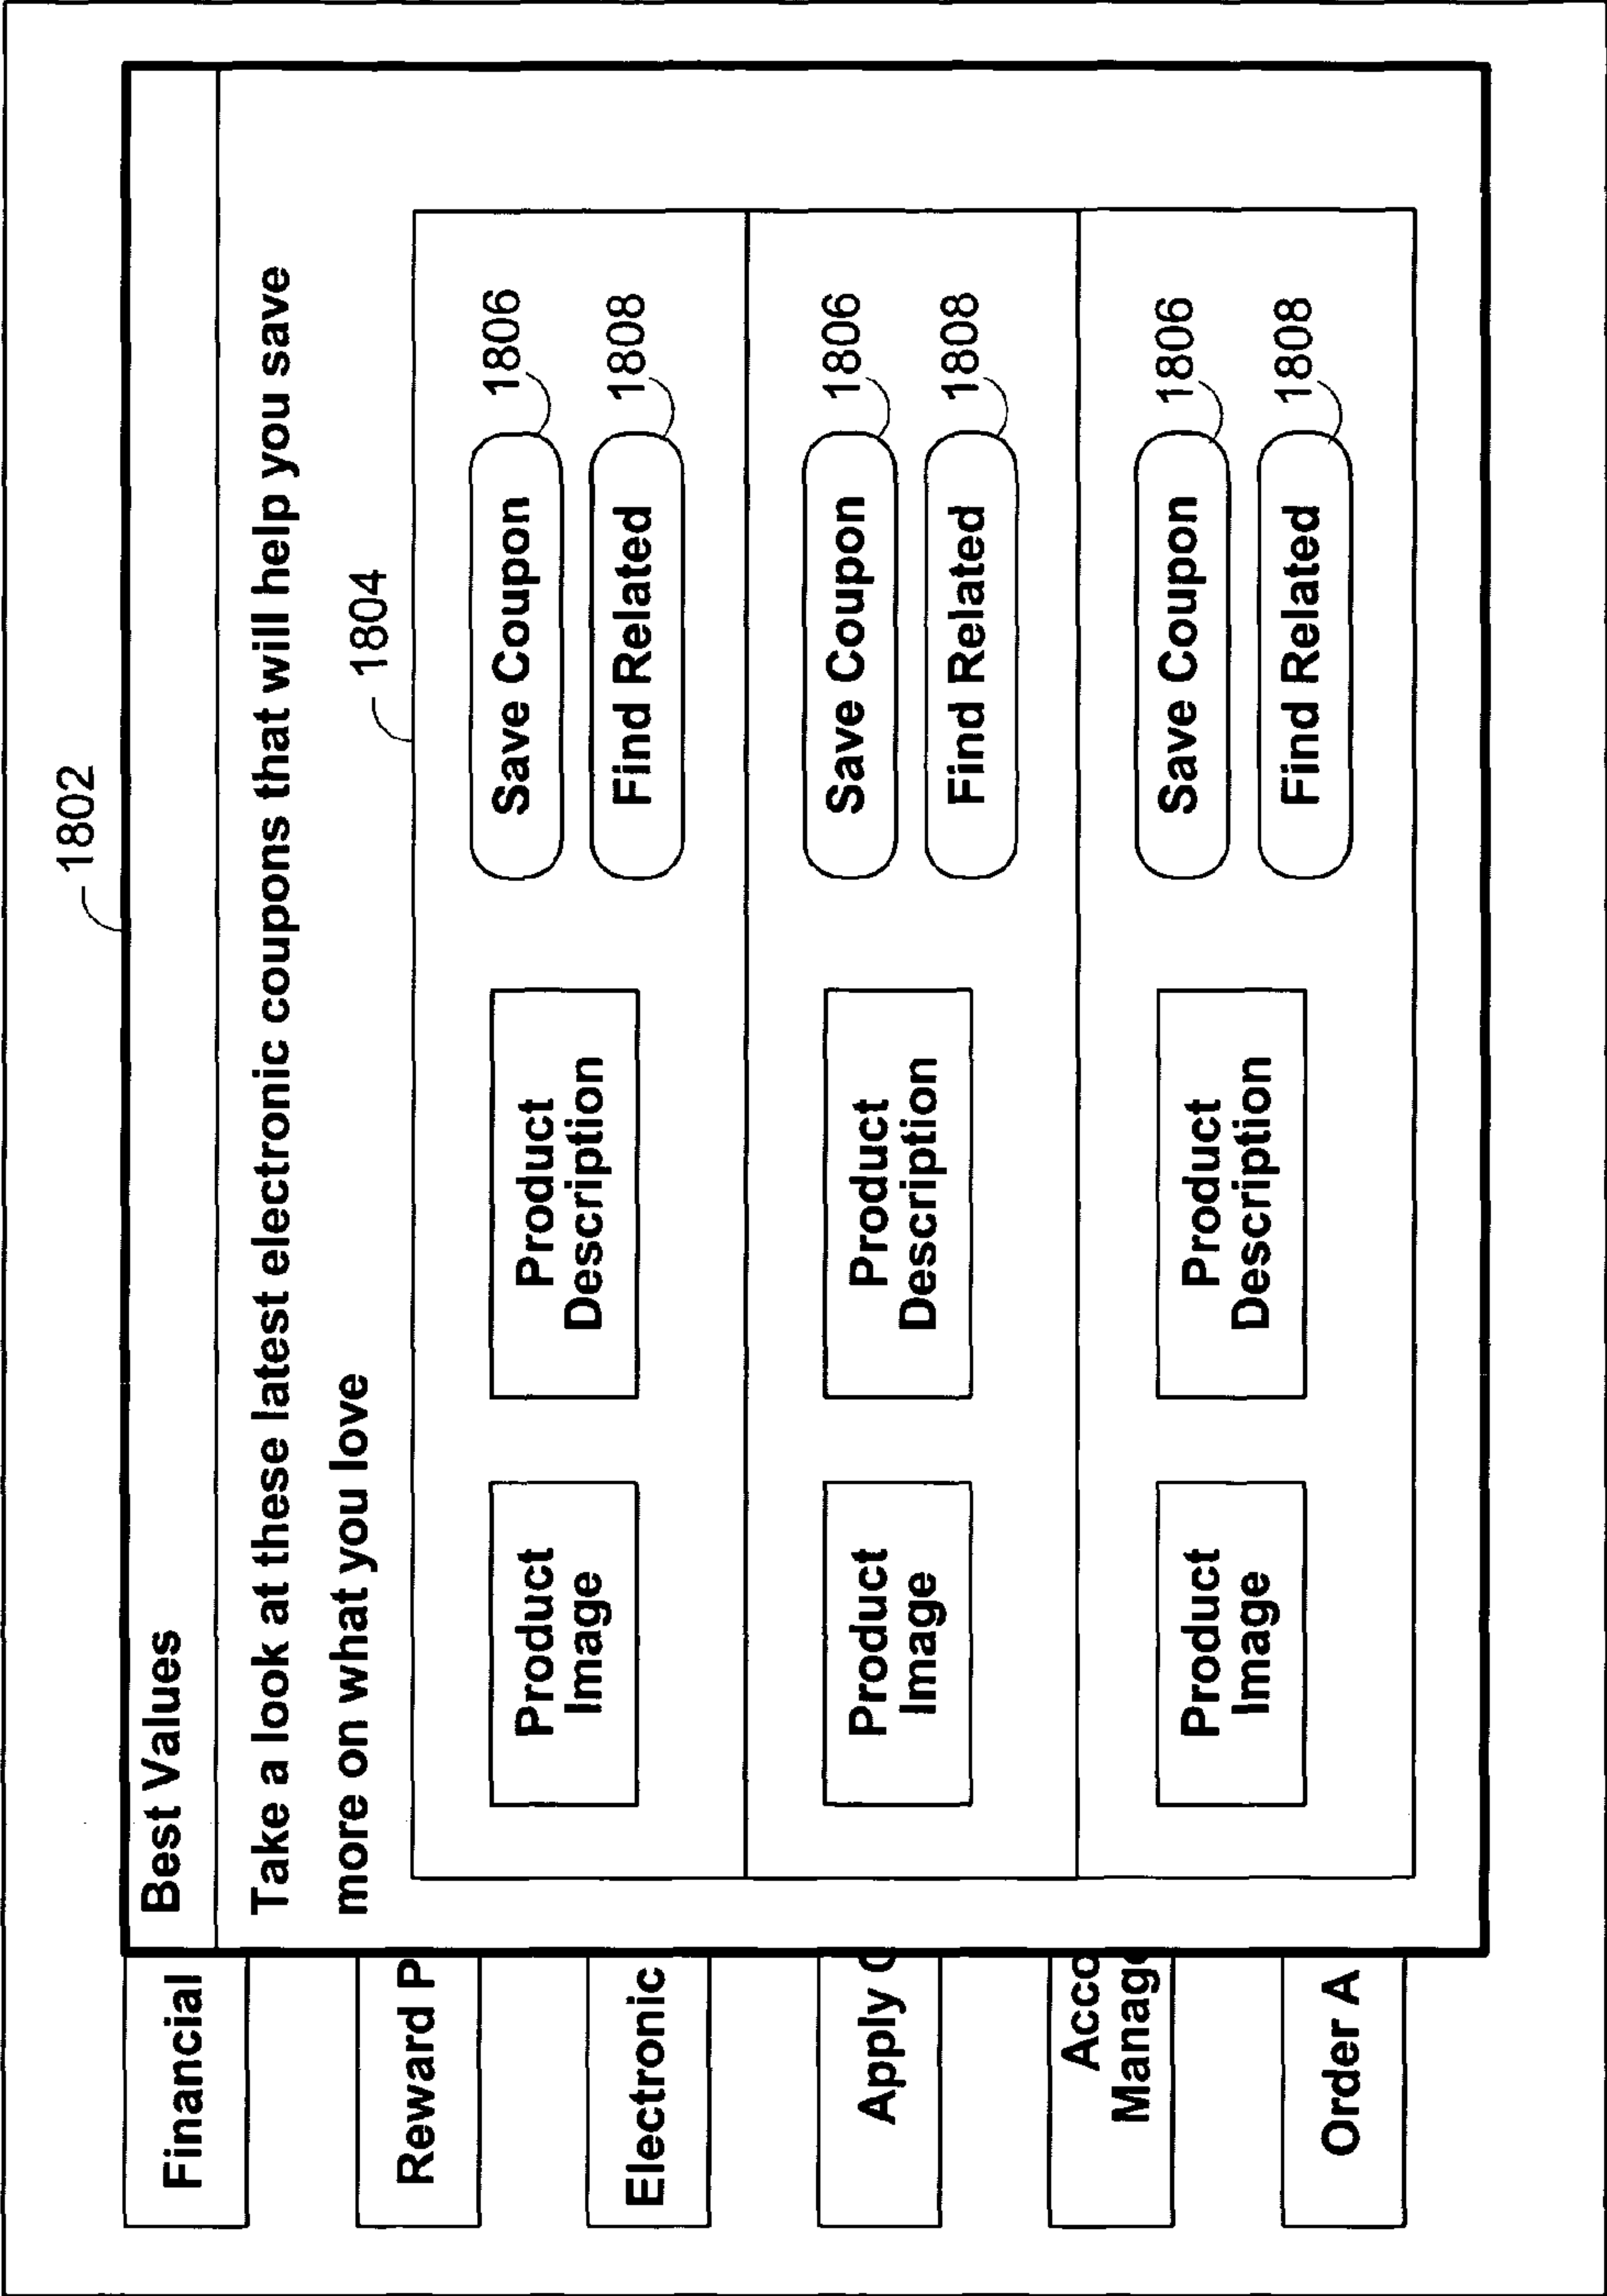 1802
Best Values
Take a look at these latest electronic coupons that will help you save
more on what you love
1804
Product
Image
Product
Description
Save Coupon
1806
Find Related
1808
Product
Image
Product
Description
Save Coupon
1806
Find Related
1808
Product
Image
Product
Description
Save Coupon
1806
Find Related
1808
Financial
Reward P
Electronic
Apply
Acco
Manag
Order A